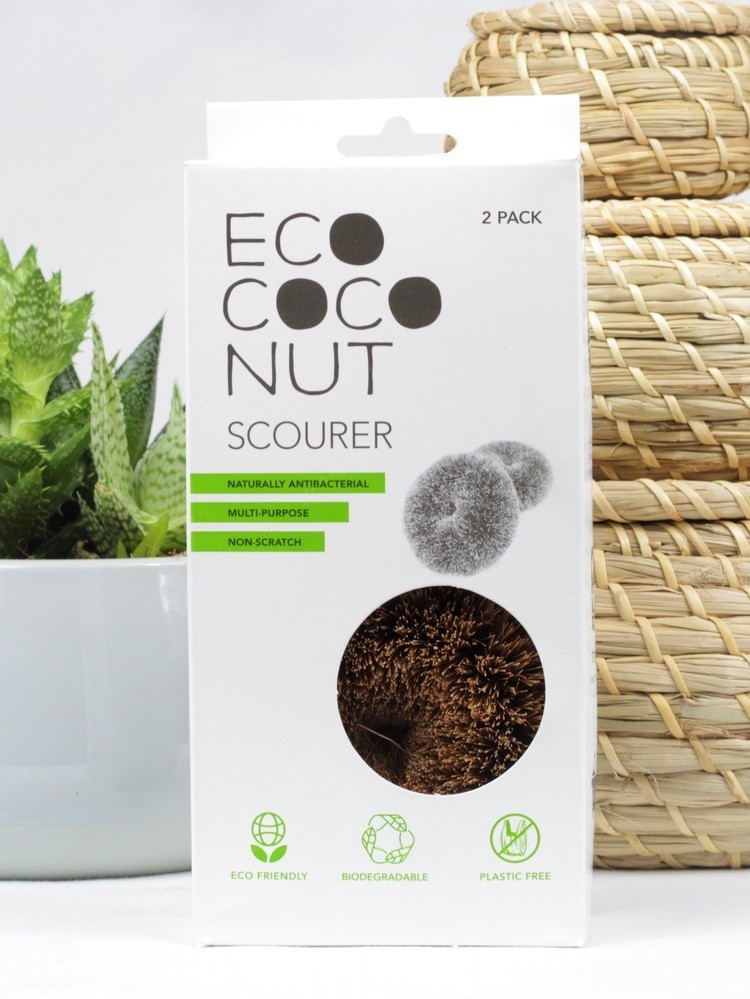 2 PACK
ECO
COCO
NUT
SCOURER
NATURALLY ANTIBACTERIAL
MULTI-PURPOSE
NON-SCRATCH
ECO FRIENDLY
BIODEGRADABLE
PLASTIC FREE